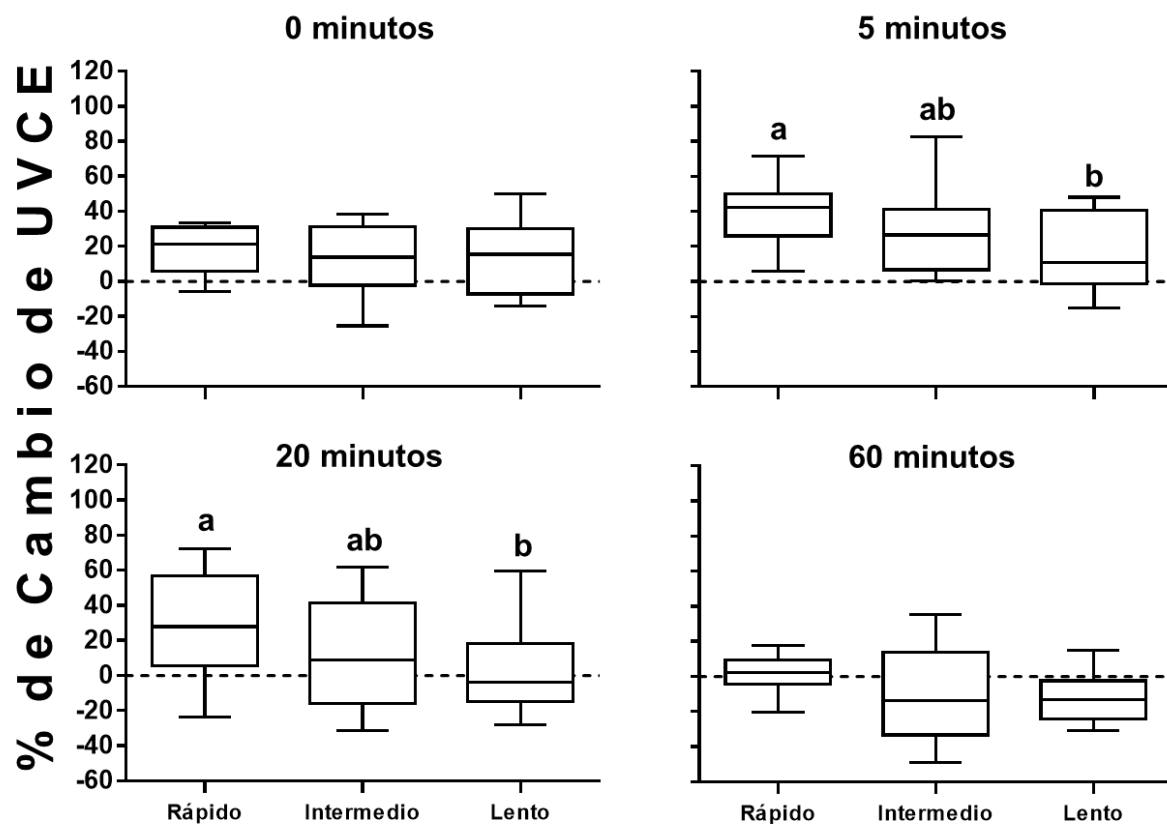 % de Cambio de UVCE
0 minutos
120
100
80
60
40
20
0
-20
-40
-60
5 minutos
a
ab
b
20 minutos
120
100
80
60
40
20
0
-20
-40
-60
a
ab
b
Rápido Intermedio Lento
60 minutos
Rápido Intermedio Lento